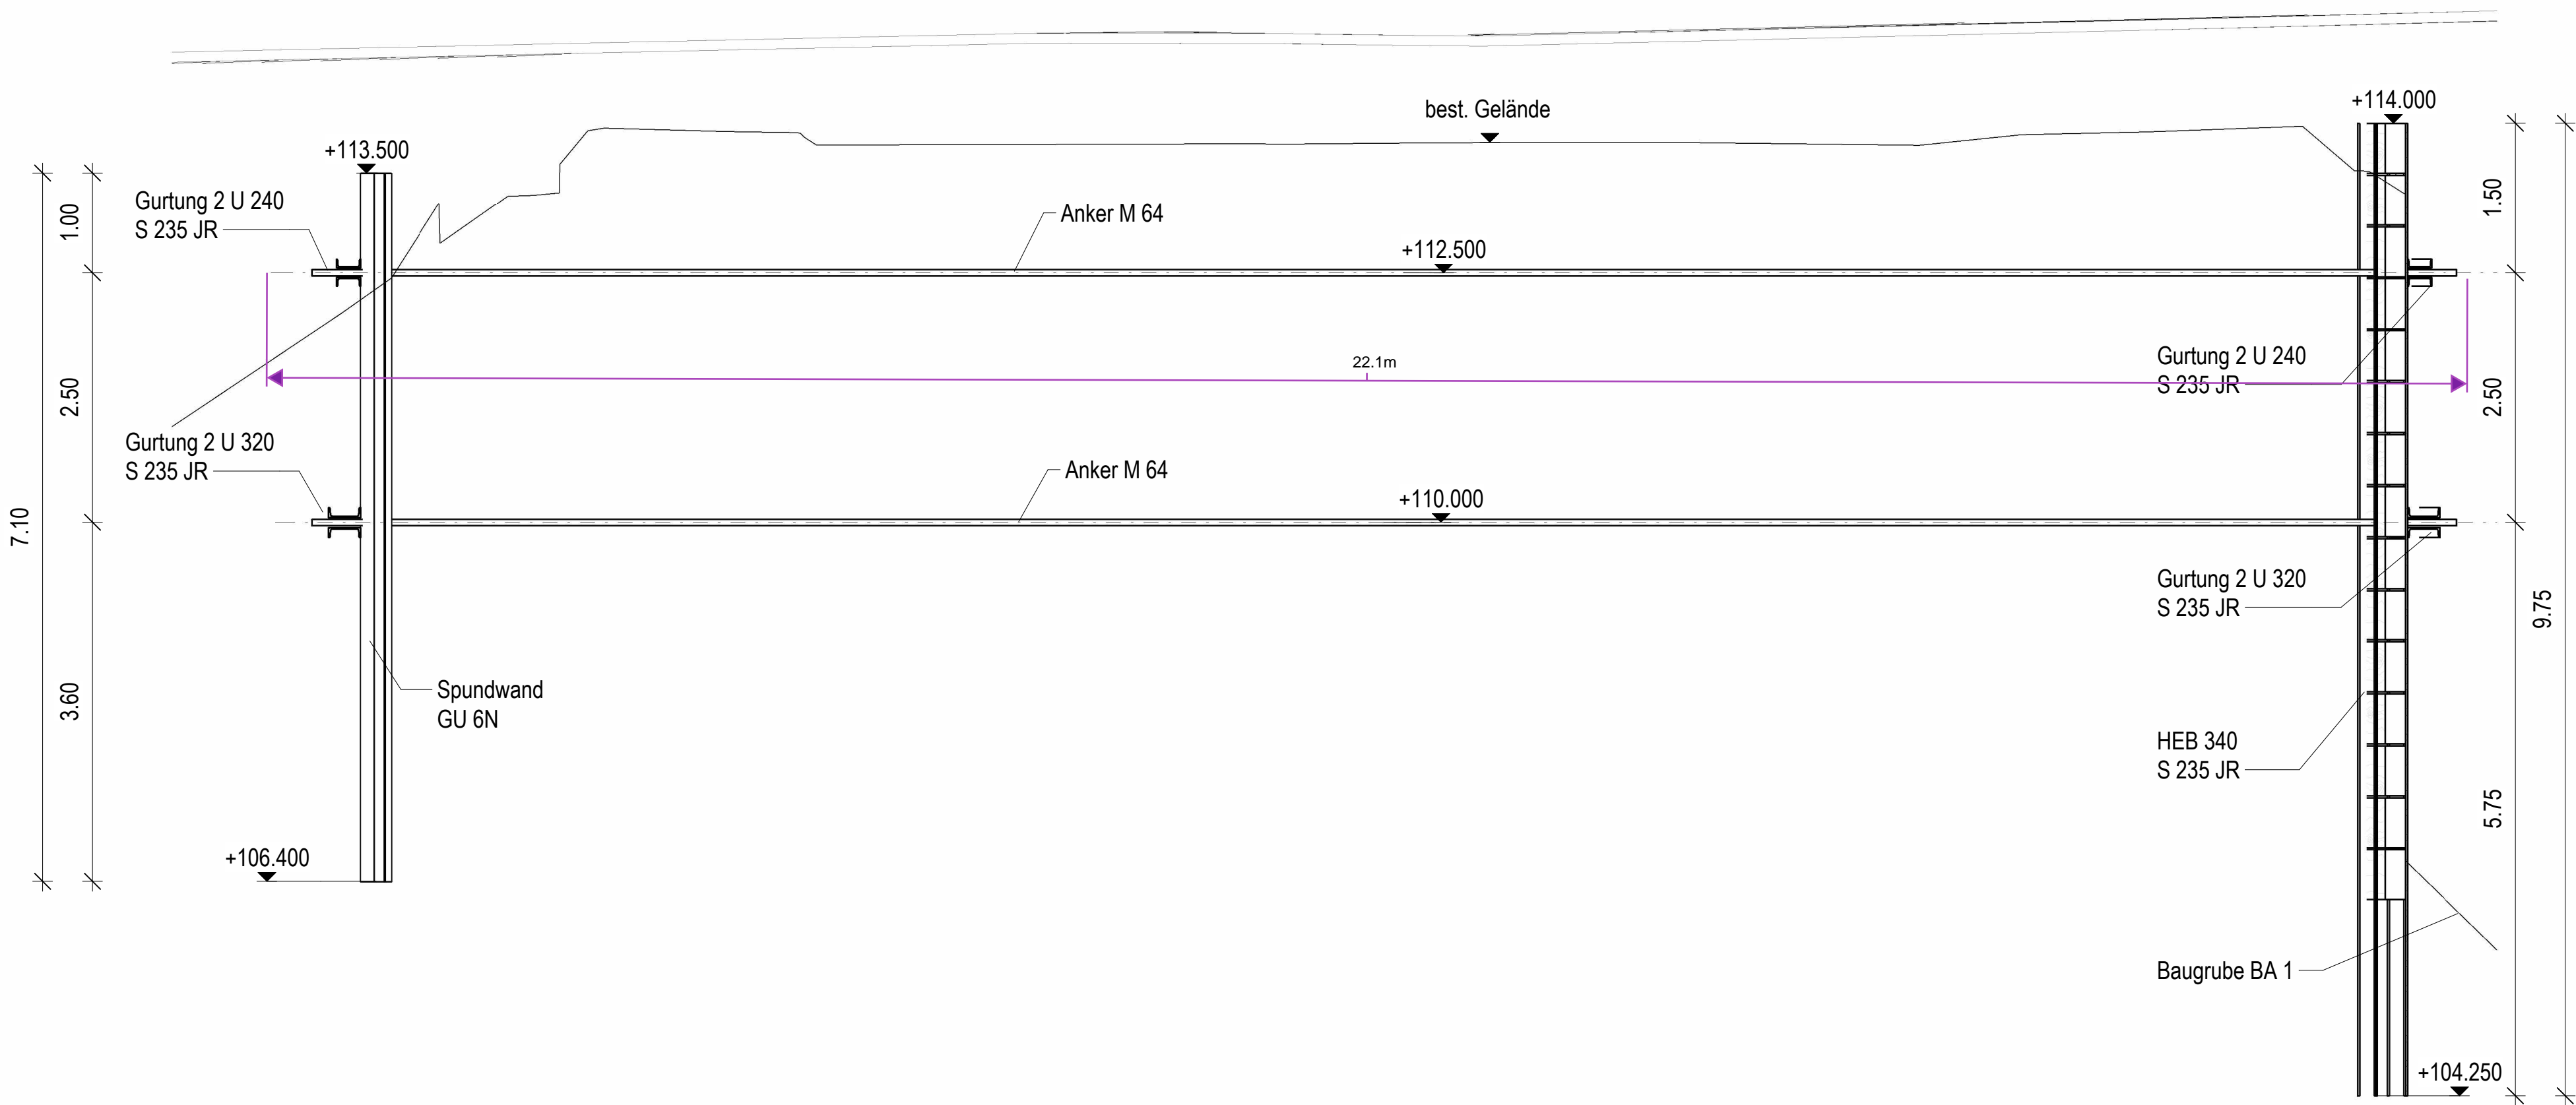 best. Gelände
+114.000
+113.500
Gurtung 2 U 240
S 235 JR
1.00
Anker M 64
1.50
+112.500
22.1m
Gurtung 2 U 240
S 235 JR
2.50
2.50
Gurtung 2 U 320
S 235 JR
Anker M 64
+110.000
7.10
Gurtung 2 U 320
S 235 JR
9.75
3.60
Spundwand
GU 6N
HEB 340
S 235 JR
5.75
+106.400
Baugrube BA 1
+104.250